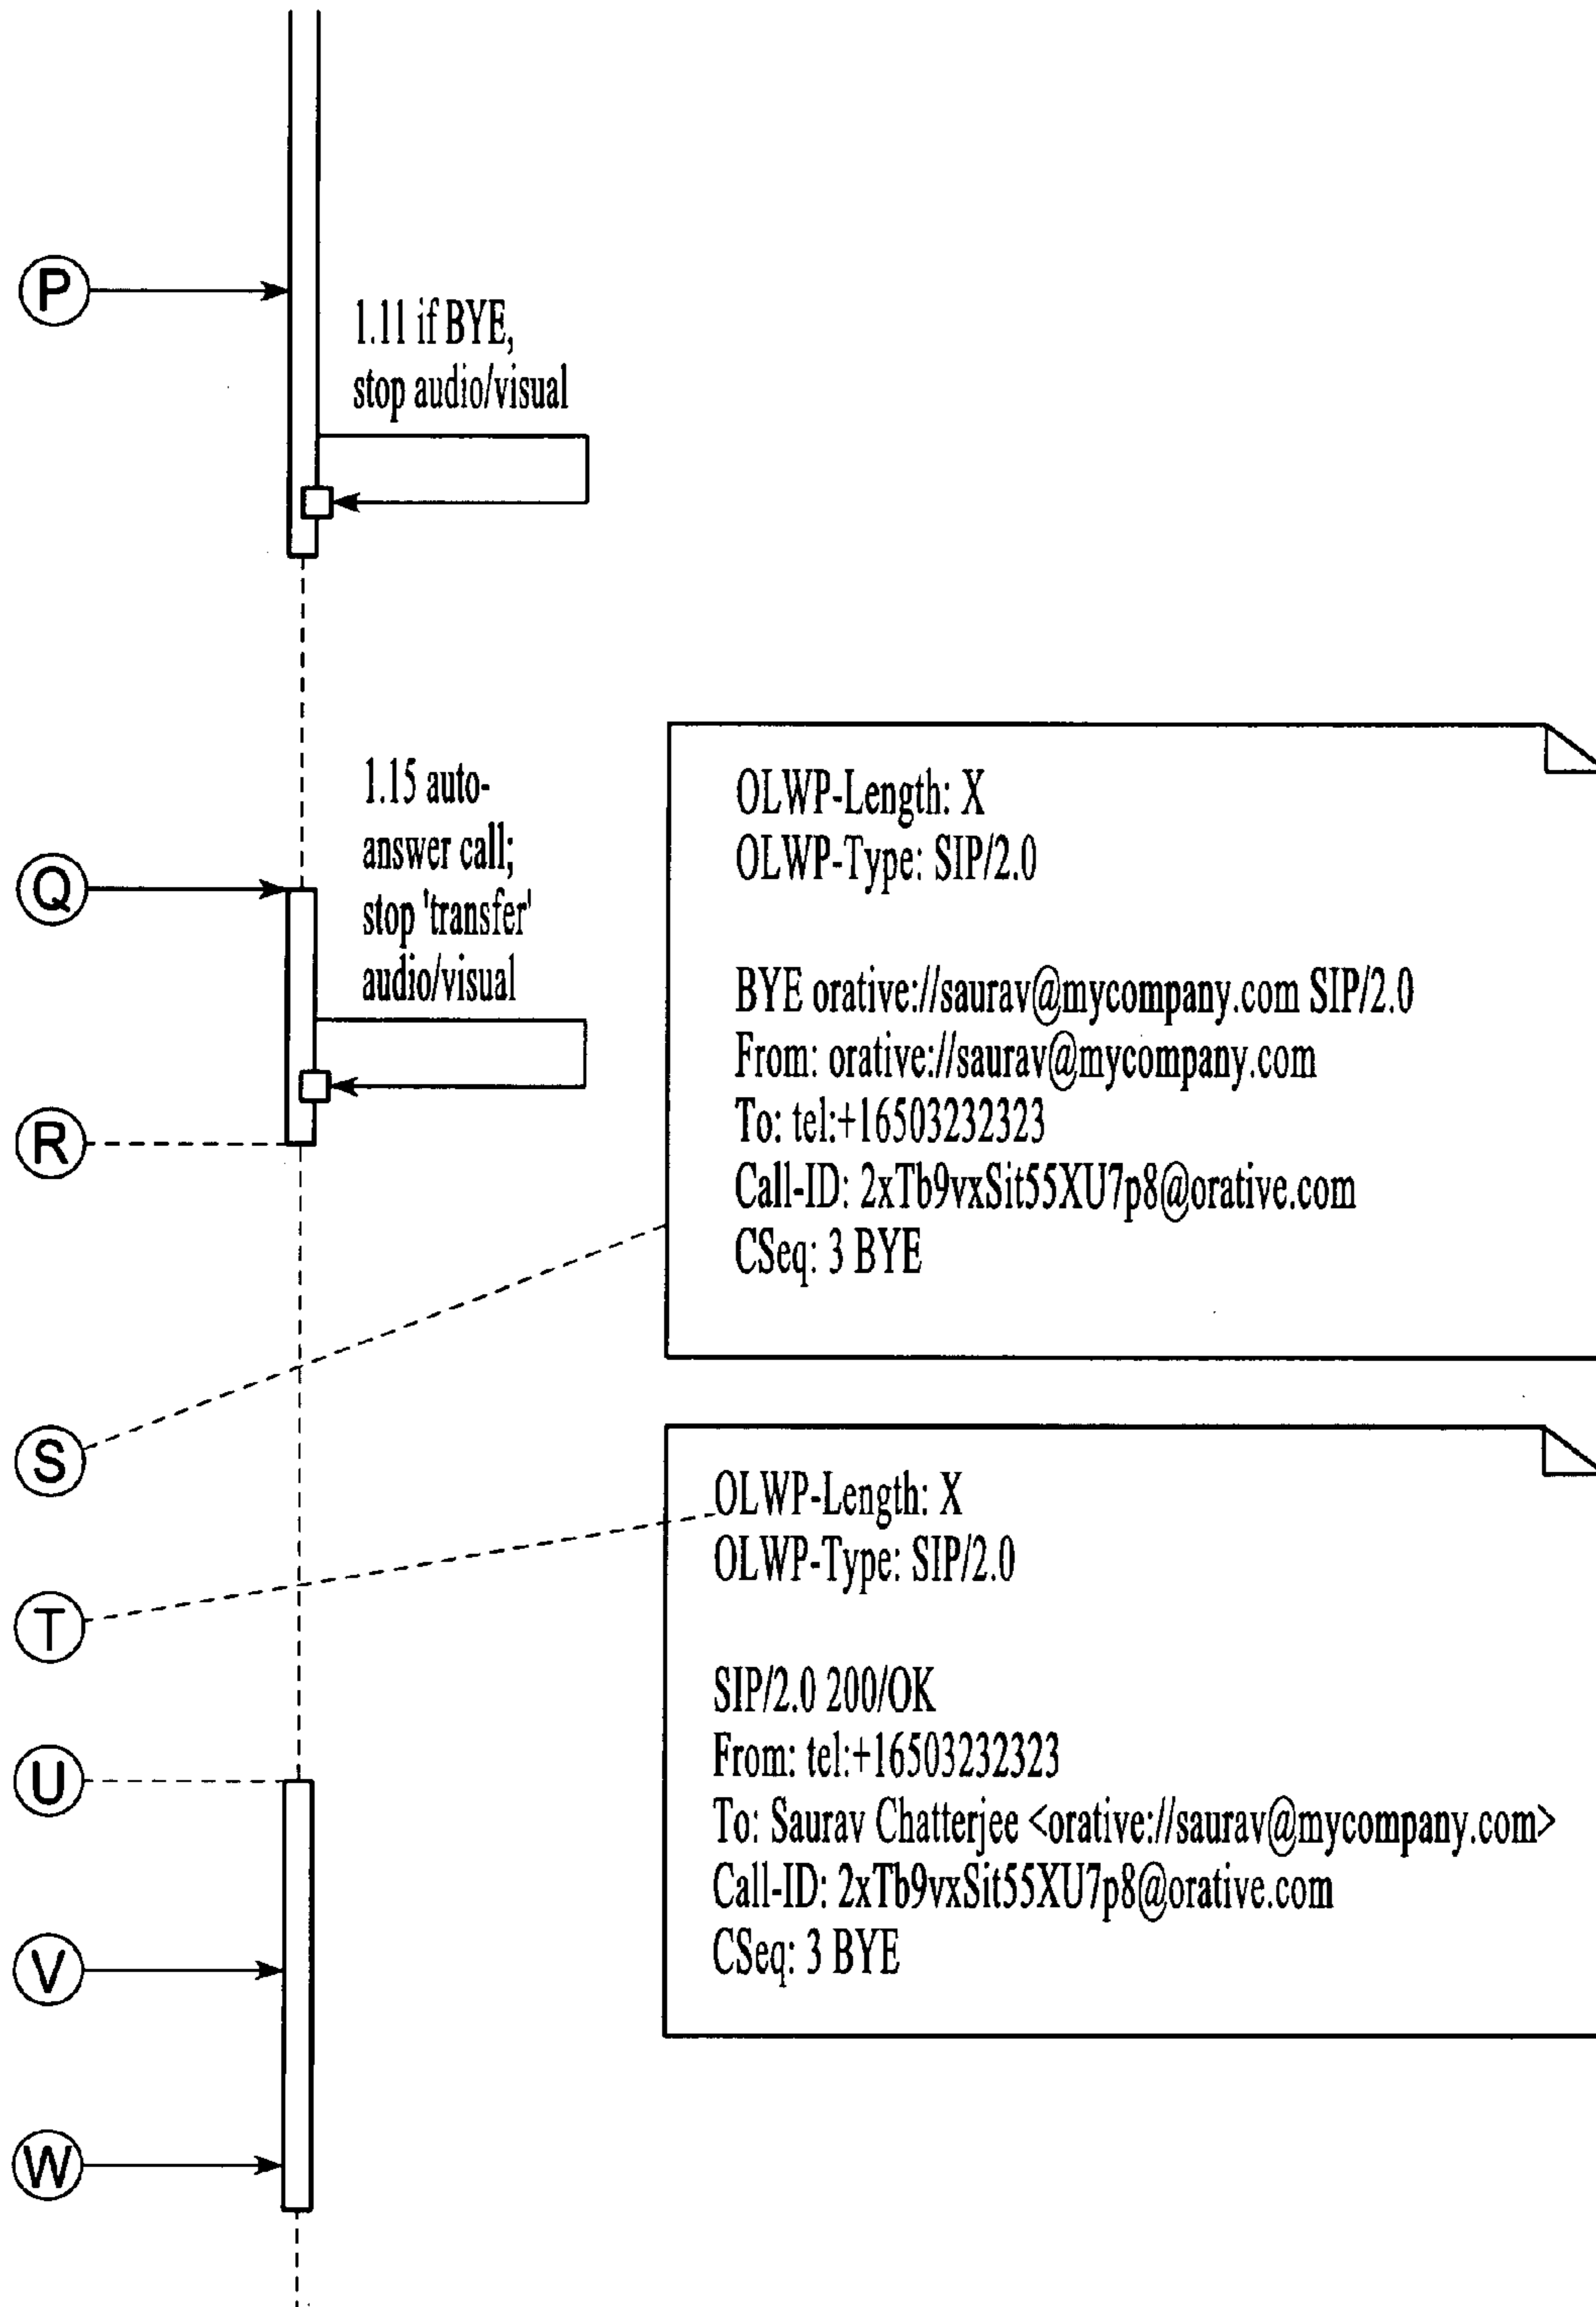 P
1.11 if BYE,
stop audio/visual
1.15 auto-
answer call;
stop 'transfer'
audio/visual
Q
R
OLWP-Length: X
OLWP-Type: SIP/2.0
BYE orative://saurav@mycompany.com SIP/2.0
From: orative://saurav@mycompany.com
To: tel:+16503232323
Call-ID: 2xTb9vxSit55XU7p8@orative.com
CSeq: 3 BYE
S
T
OLWP-Length: X
OLWP-Type: SIP/2.0
SIP/2.0 200/OK
From: tel:+16503232323
To: Saurav Chatterjee <orative://saurav@mycompany.com>
Call-ID: 2xTb9vxSit55XU7p8@orative.com
CSeq: 3 BYE
U
V
W